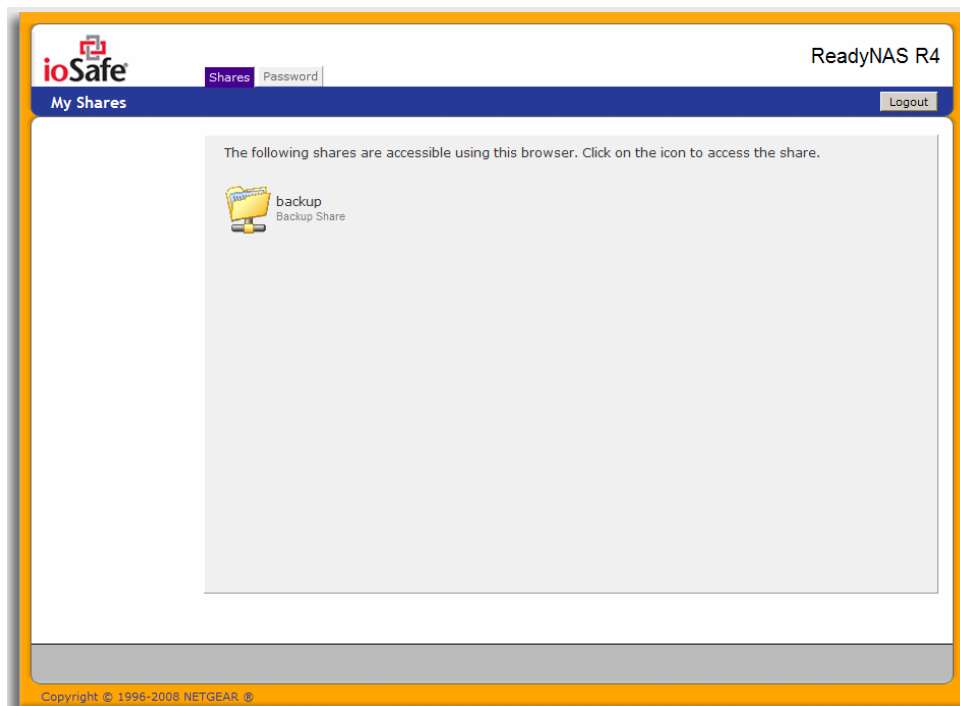 ioSafe
ReadyNAS R4
Shares Password
My Shares
Logout
The following shares are accessible using this browser. Click on the icon to access the share.
backup
Backup Share
Copyright © 1996-2008 NETGEAR ®